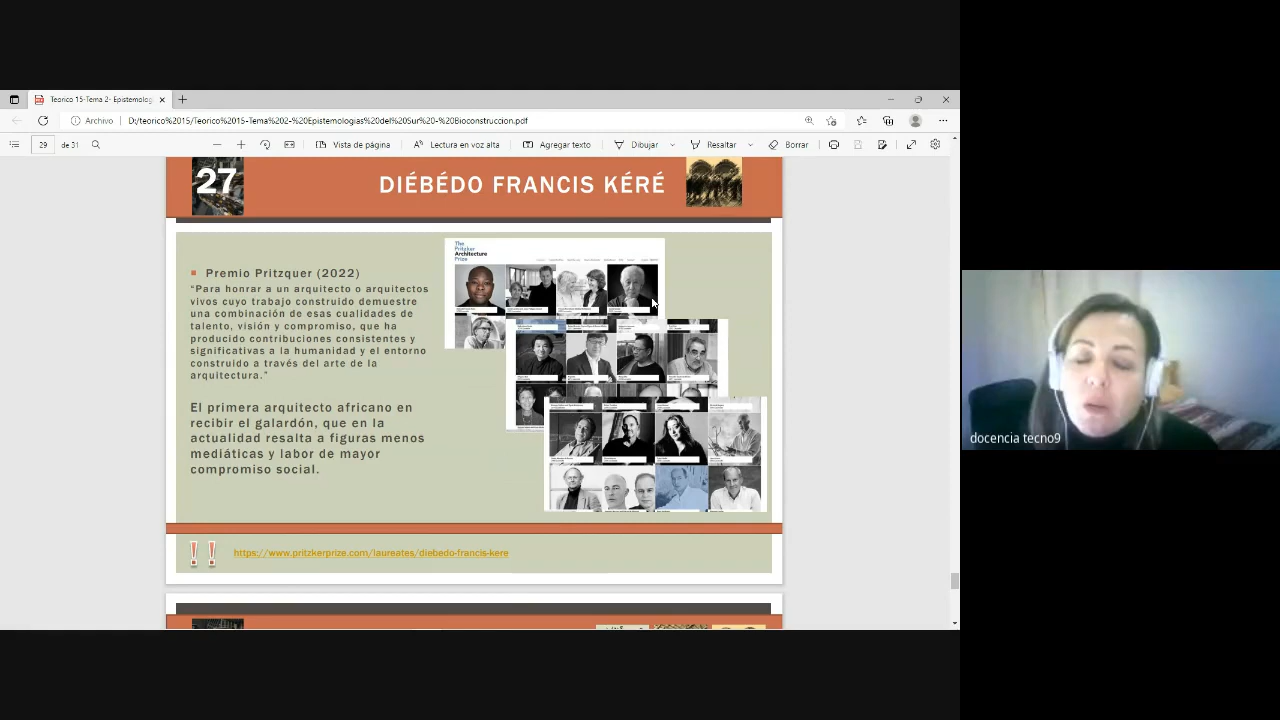 Teorico 15-Tema 2- Epistemolog
Archivo
D:/teorico%2015/Teorico%2015-Tema%202-%20Epistemologias%20del%20Sur%20-%20Bioconstruccion.pdf
29 de 31
Vista de página
Lectura en voz alta
Agregar texto
Dibujar
Resaltar
Borrar
27
DIÉBÉDO FRANCIS KÉRÉ
The
Pritzker
Architecture
Prize
Premio Pritzquer (2022)
“Para honrar a un arquitecto o arquitectos
vivos cuyo trabajo construido demuestre
una combinación de esas cualidades de
talento, visión y compromiso, que ha
producido contribuciones consistentes y
significativas a la humanidad y el entorno
construido a través del arte de la
arquitectura.”
El primera arquitecto africano en
recibir el galardón, que en la
actualidad resalta a figuras menos
mediáticas y labor de mayor
compromiso social.
https://www.pritzkerprize.com/laureates/diebedo-francis-kere
docencia tecno9